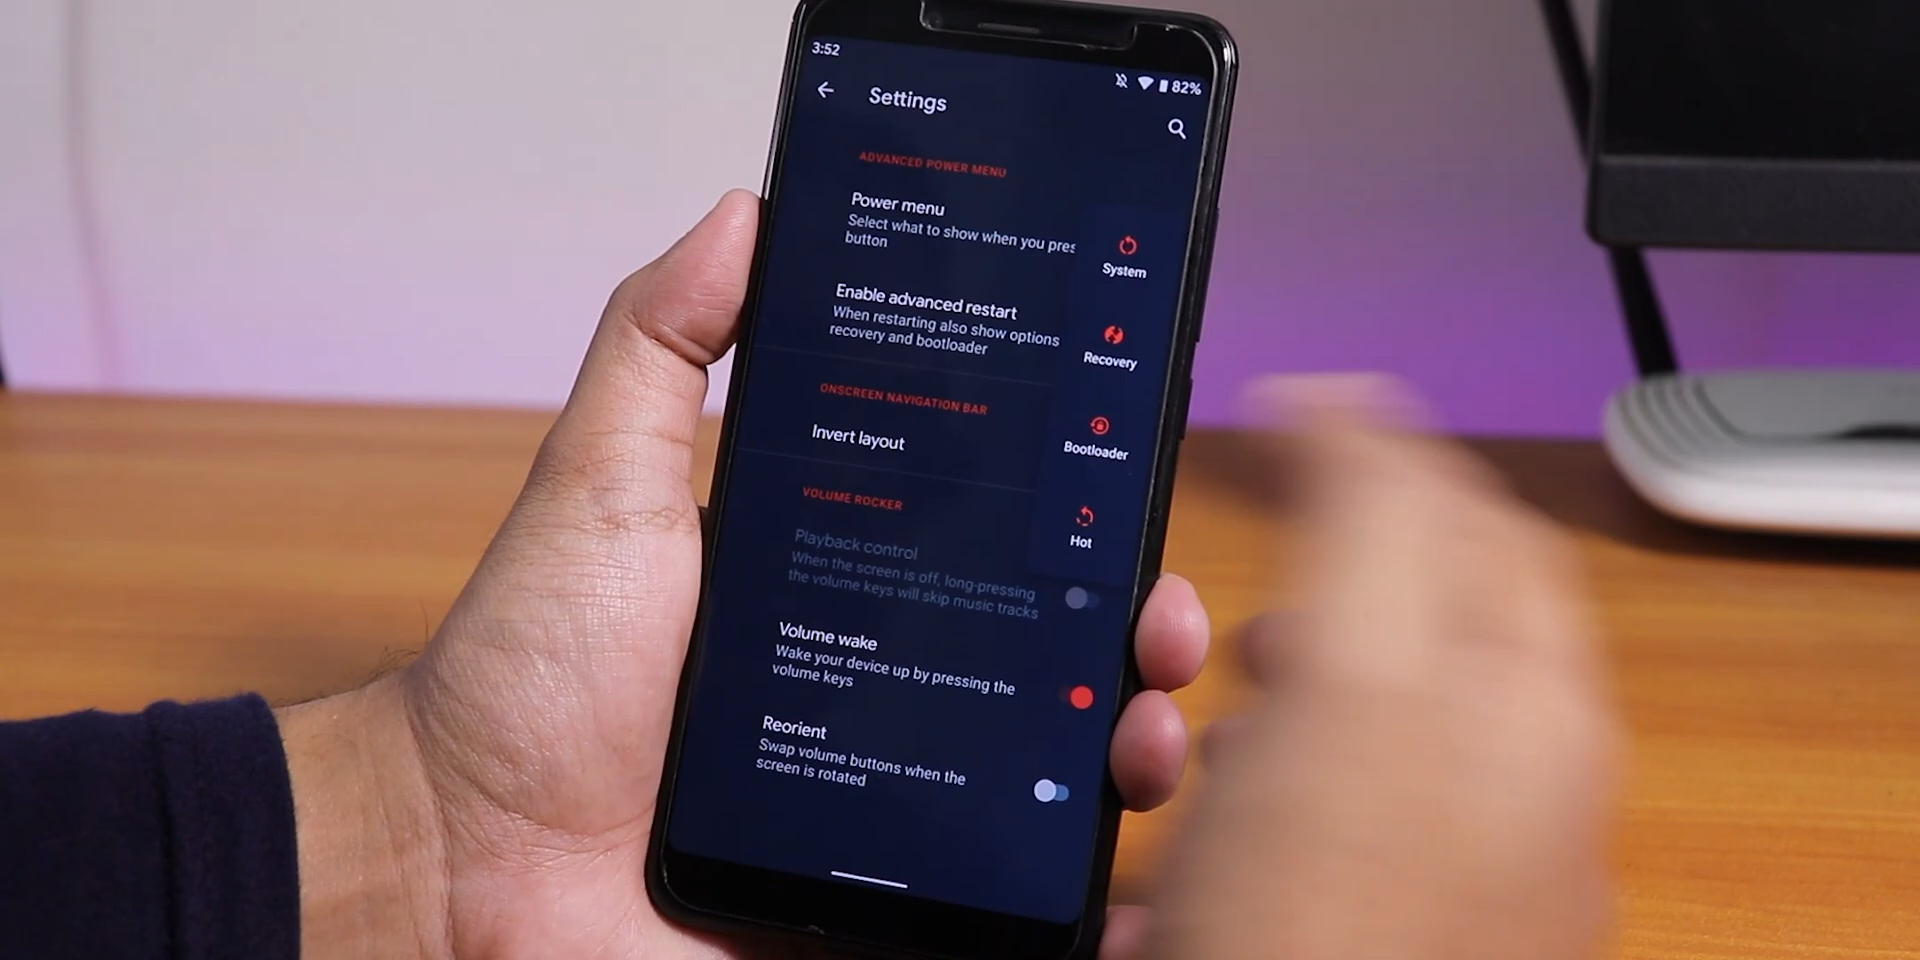 3:52
82%
Settings
ADVANCED POWER MENU
Power menu
Select what to show when you pres
button
Enable advanced restart
When restarting also show options
recovery and bootloader
ONSCREEN NAVIGATION BAR
Invert layout
VOLUME ROCKER
Playback control
When the screen is off, long-pressing
the volume keys will skip music tracks
Volume wake
Wake your device up by pressing the
volume keys
Reorient
Swap volume buttons when the
screen is rotated
System
Recovery
Bootloader
Hot